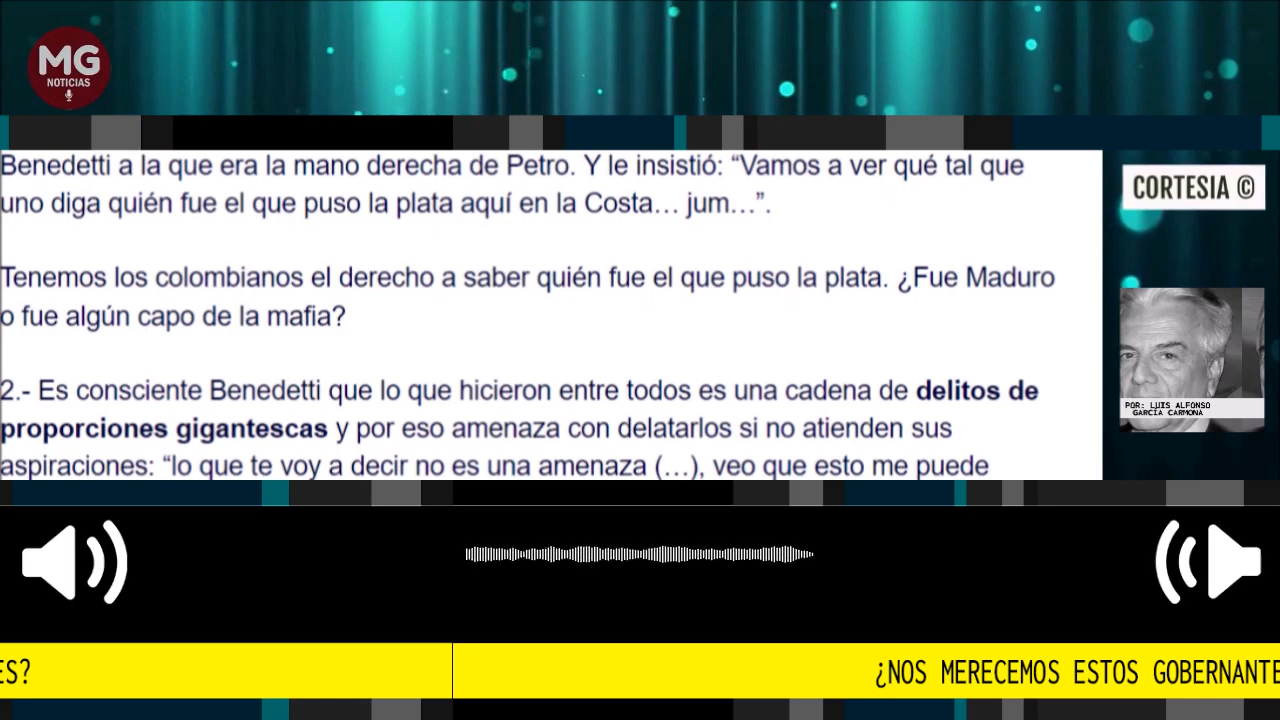 MG
NOTICIAS
Benedetti a la que era la mano derecha de Petro. Y le insistió: “Vamos a ver qué tal que
uno diga quién fue el que puso la plata aquí en la Costa… jum…”.
Tenemos los colombianos el derecho a saber quién fue el que puso la plata. ¿Fue Maduro
o fue algún capo de la mafia?
2.- Es consciente Benedetti que lo que hicieron entre todos es una cadena de delitos de
proporciones gigantescas y por eso amenaza con delatarlos si no atienden sus
aspiraciones: “lo que te voy a decir no es una amenaza (…), veo que esto me puede
CORTESIA ©
POR: LUIS ALFONSO
GARCIA CARMONA
ES?
¿NOS MERECEMOS ESTOS GOBERNANTE